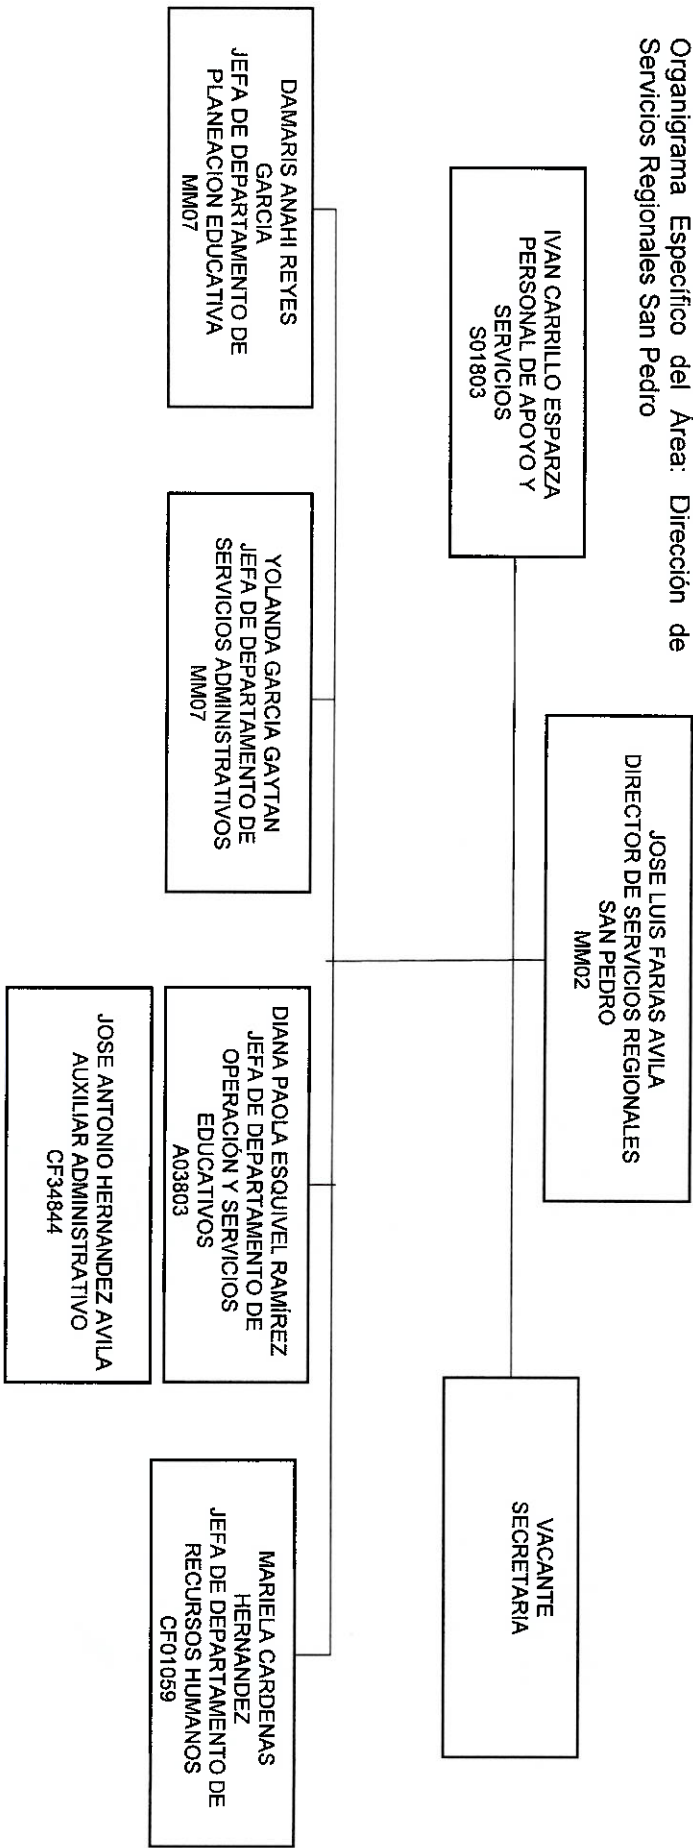 Organigrama Específico del Área: Dirección de
Servicios Regionales San Pedro
JOSE LUIS FARIAS AVILA
DIRECTOR DE SERVICIOS REGIONALES
SAN PEDRO
MM02
IVAN CARRILLO ESPARZA
PERSONAL DE APOYO Y
SERVICIOS
S01803
VACANTE
SECRETARIA
DAMARIS ANAHI REYES
GARCIA
JEFA DE DEPARTAMENTO DE
PLANEACION EDUCATIVA
MM07
YOLANDA GARCIA GAYTAN
JEFA DE DEPARTAMENTO DE
SERVICIOS ADMINISTRATIVOS
MM07
DIANA PAOLA ESQUIVEL RAMÍREZ
JEFA DE DEPARTAMENTO DE
OPERACIÓN Y SERVICIOS
EDUCATIVOS
A03803
MARIELA CARDENAS
HERNANDEZ
JEFA DE DEPARTAMENTO DE
RECURSOS HUMANOS
CF01059
JOSE ANTONIO HERNANDEZ AVILA
AUXILIAR ADMINISTRATIVO
CF34844